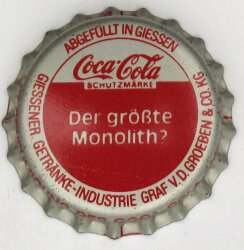 ABGEFÜLLT IN GIESSEN
Coca-Cola
SCHUTZMARKE
Der größte
Monolith?
GIESSENER GETRÄNKE-INDUSTRIE GRAF V.D. GROEBEN & CO. KG